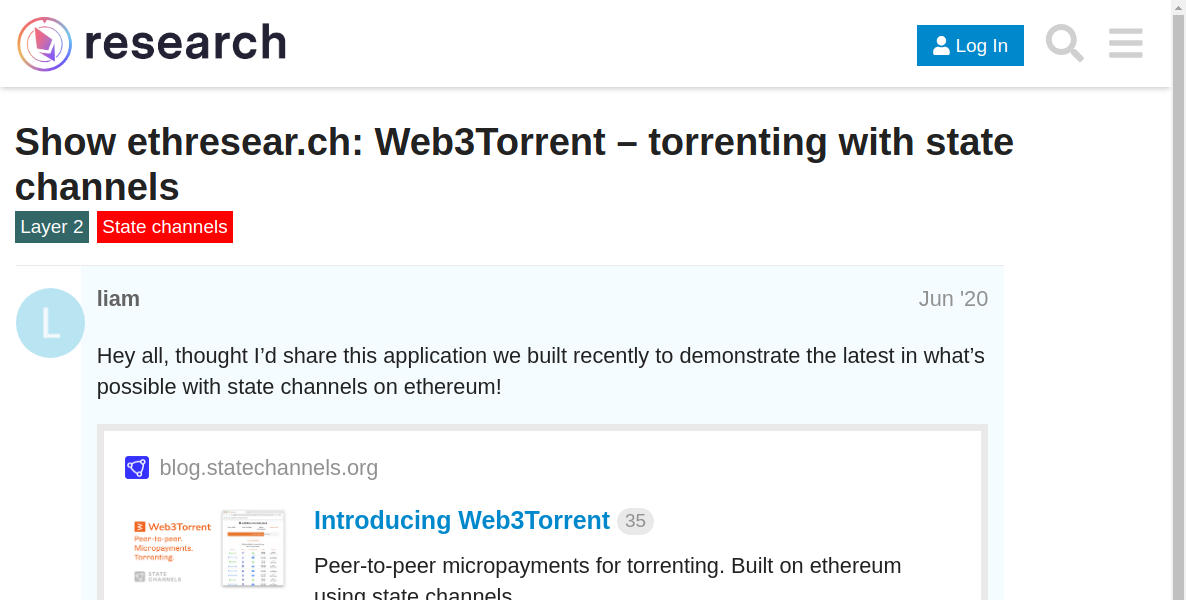 research
Log In
Show ethresear.ch: Web3Torrent – torrenting with state
channels
Layer 2
State channels
L
liam
Jun '20
Hey all, thought I’d share this application we built recently to demonstrate the latest in what’s
possible with state channels on ethereum!
blog.statechannels.org
Introducing Web3Torrent 35
Web3Torrent
Peer-to-peer.
Micropayments.
Torrenting.
STATE
CHANNELS
Peer-to-peer micropayments for torrenting. Built on ethereum
using state channels